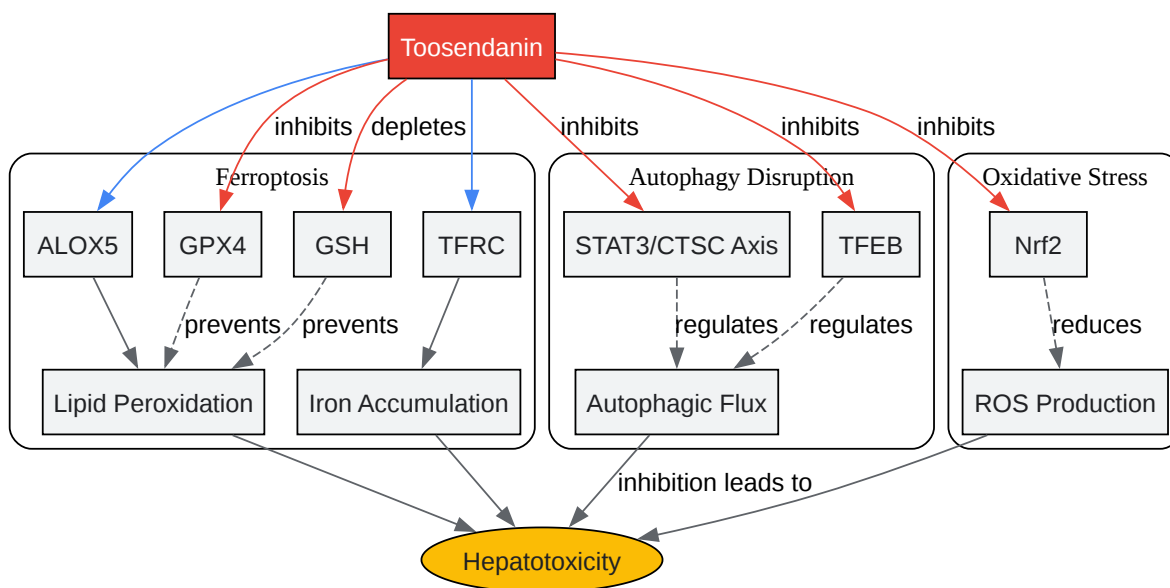 Toosendanin
inhibits depletes inhibits inhibits inhibits
Ferroptosis Autophagy Disruption Oxidative Stress
ALOX5 GPX4 GSH TFRC STAT3/CTSC Axis TFEB Nrf2
prevents prevents regulates regulates reduces
Lipid Peroxidation Iron Accumulation Autophagic Flux ROS Production
inhibition leads to
Hepatotoxicity